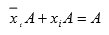 x̅ᵢA + xᵢA = A